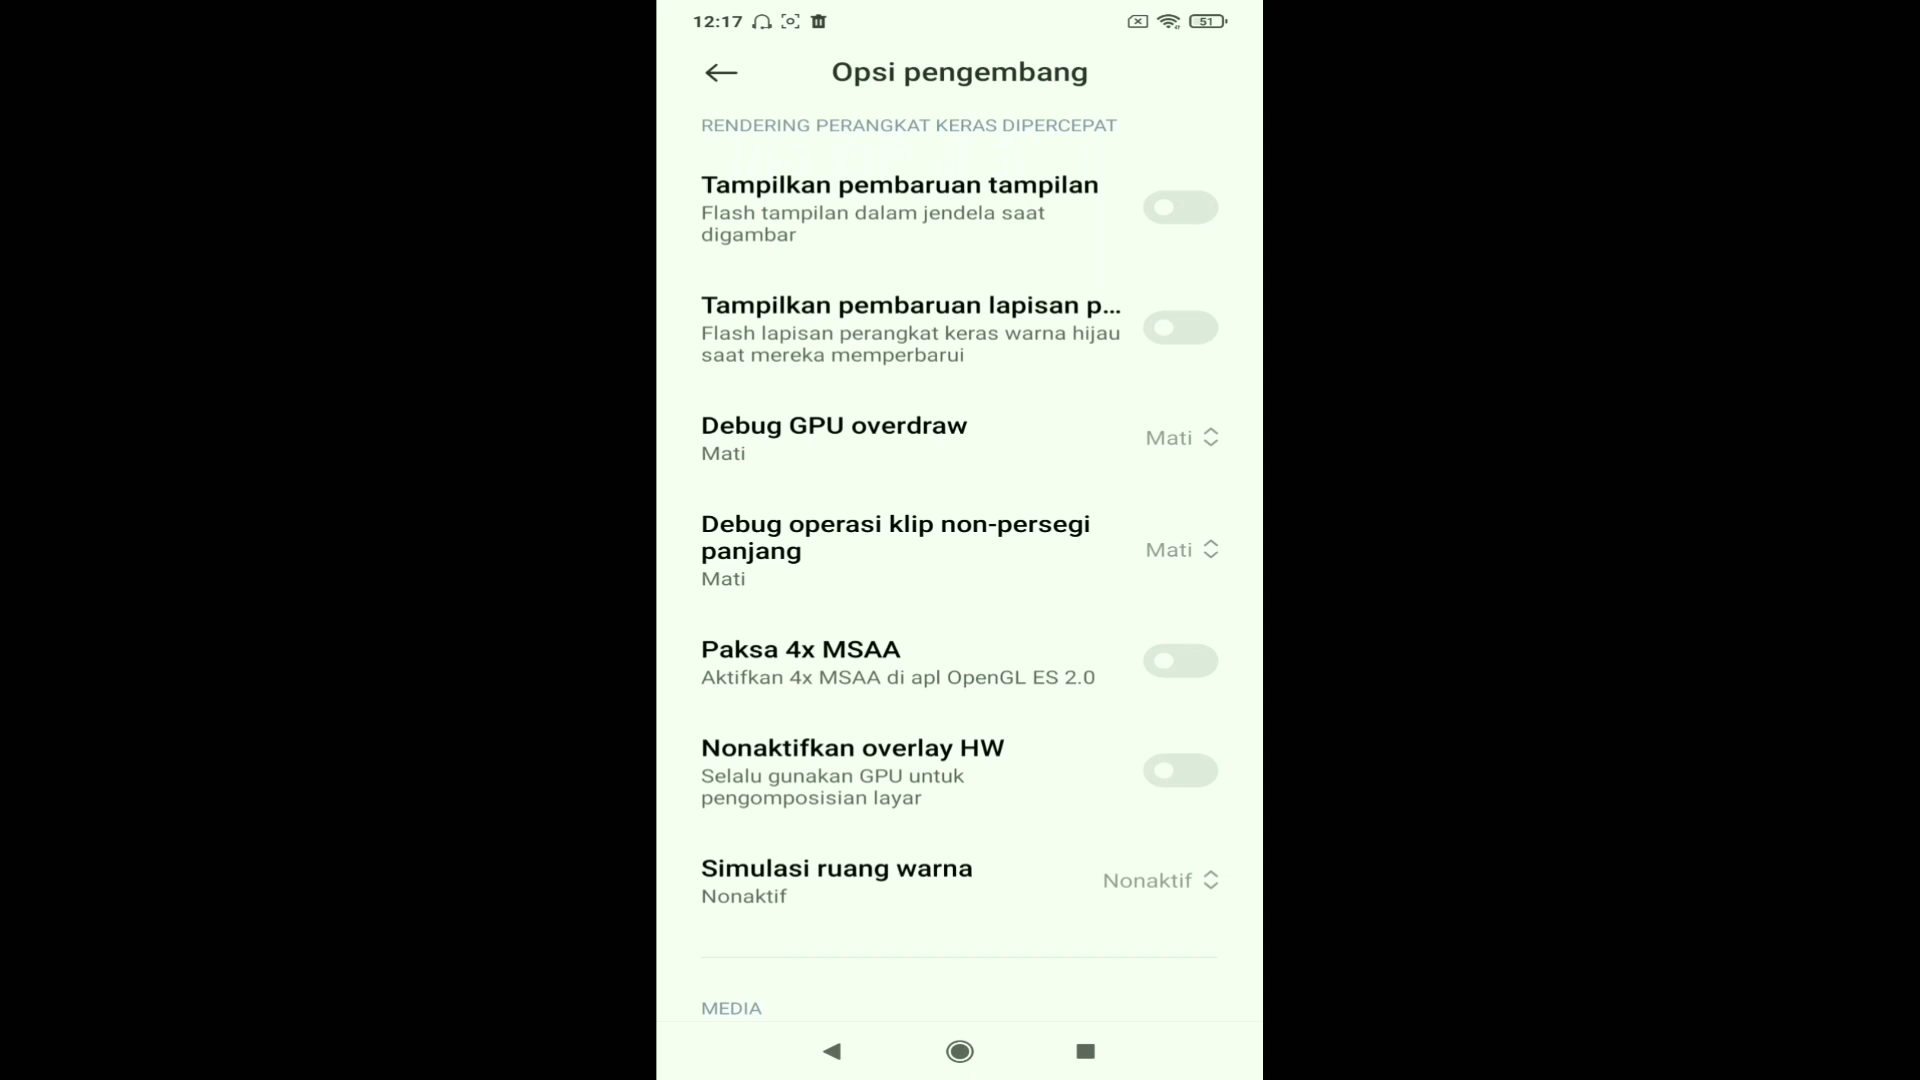 12:17
51
Opsi pengembang
RENDERING PERANGKAT KERAS DIPERCEPAT
Tampilkan pembaruan tampilan
Flash tampilan dalam jendela saat
digambar
Tampilkan pembaruan lapisan p...
Flash lapisan perangkat keras warna hijau
saat mereka memperbarui
Debug GPU overdraw
Mati
Mati
Debug operasi klip non-persegi
panjang
Mati
Mati
Paksa 4x MSAA
Aktifkan 4x MSAA di apl OpenGL ES 2.0
Nonaktifkan overlay HW
Selalu gunakan GPU untuk
pengomposisian layar
Simulasi ruang warna
Nonaktif
Nonaktif
MEDIA